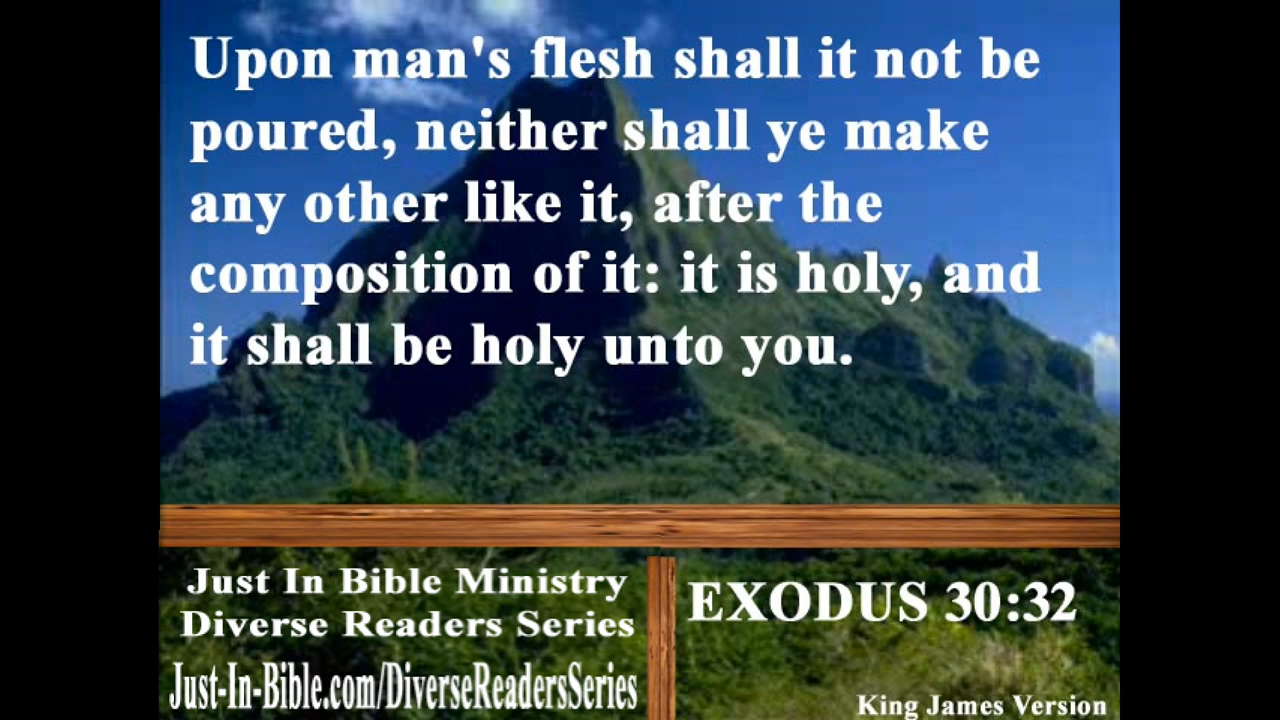 Upon man's flesh shall it not be
poured, neither shall ye make
any other like it, after the
composition of it: it is holy, and
it shall be holy unto you.
Just In Bible Ministry
Diverse Readers Series
Just-In-Bible.com/DiverseReadersSeries
EXODUS 30:32
King James Version